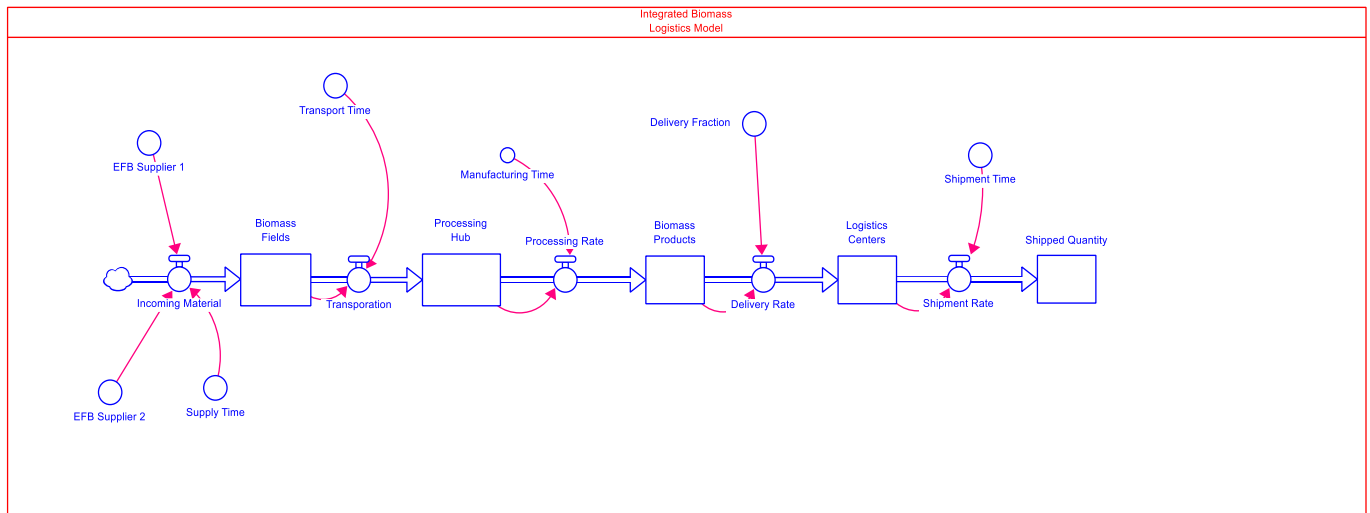 Integrated Biomass
Logistics Model
Transport Time
Delivery Fraction
EFB Supplier 1
Manufacturing Time
Shipment Time
Biomass
Fields
Processing
Hub
Processing Rate
Biomass
Products
Logistics
Centers
Shipped Quantity
Incoming Material
Transporation
Delivery Rate
Shipment Rate
EFB Supplier 2
Supply Time